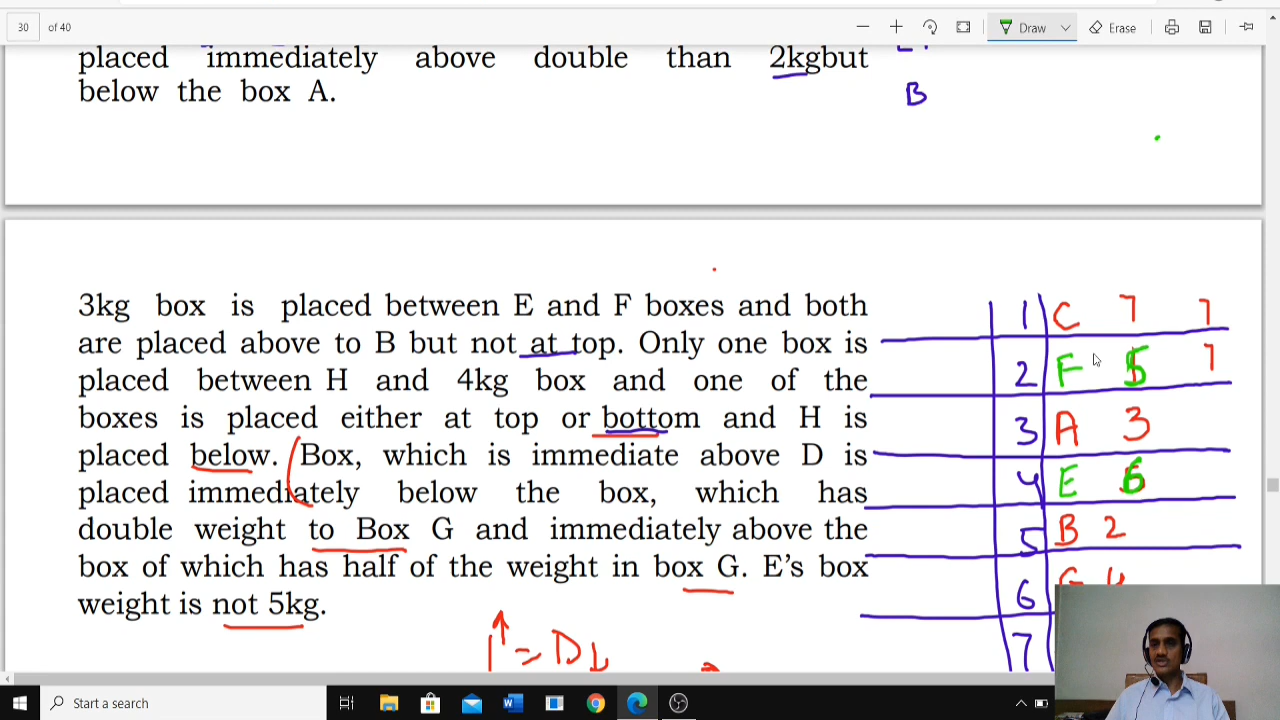 30 of 40
Draw
Erase
placed immediately above double than 2kgbut
below the box A.
B
3kg box is placed between E and F boxes and both
are placed above to B but not at top. Only one box is
placed between H and 4kg box and one of the
boxes is placed either at top or bottom and H is
placed below. (Box, which is immediate above D is
placed immediately below the box, which has
double weight to Box G and immediately above the
box of which has half of the weight in box G. E's box
weight is not 5kg.
1 C 7 7
2 F 5 7
3 A 3
4 E 6
5 B 2
6 G 4
7
= D
Start a search